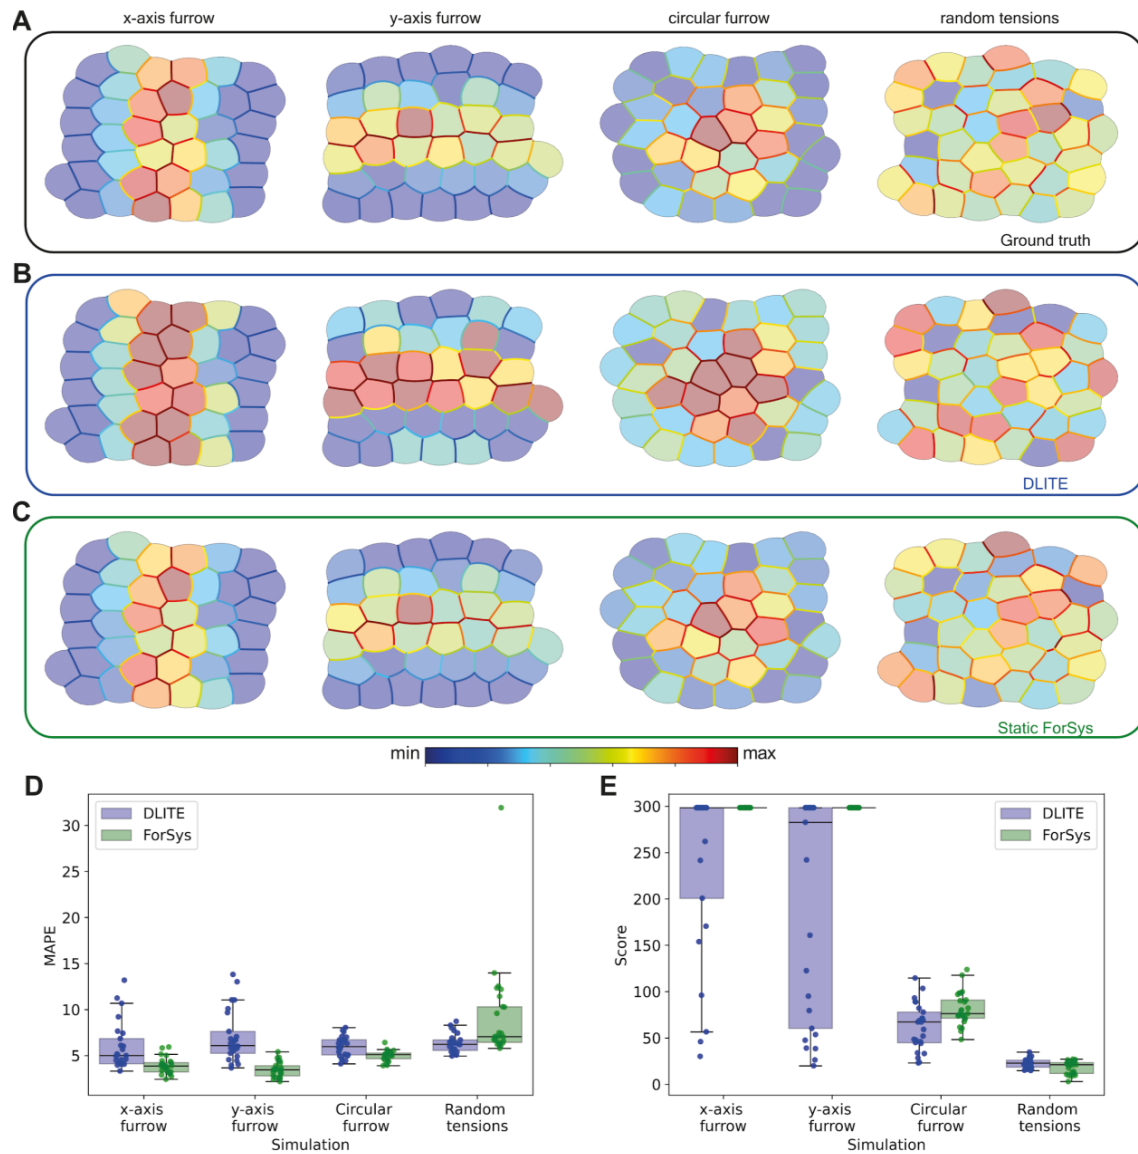 A
x-axis furrow
y-axis furrow
circular furrow
random tensions
Ground truth
B
DLITE
C
Static ForSys
min
max
D
DLITE
ForSys
MAPE
30
25
20
15
10
5
x-axis
furrow
y-axis
furrow
Circular
furrow
Random
tensions
Simulation
E
DLITE
ForSys
Score
300
250
200
150
100
50
0
x-axis
furrow
y-axis
furrow
Circular
furrow
Random
tensions
Simulation